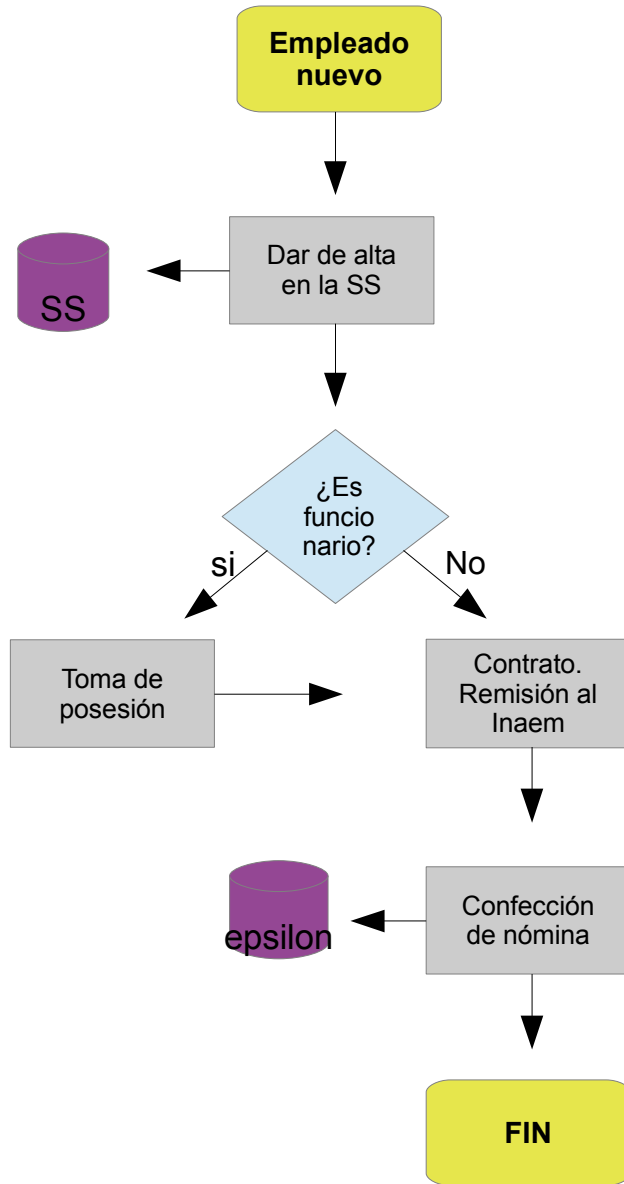 Empleado
nuevo
Dar de alta
en la SS
SS
¿Es
funcio
nario?
si
No
Toma de
posesión
Contrato.
Remisión al
Inaem
Confección
de nómina
epsilon
FIN